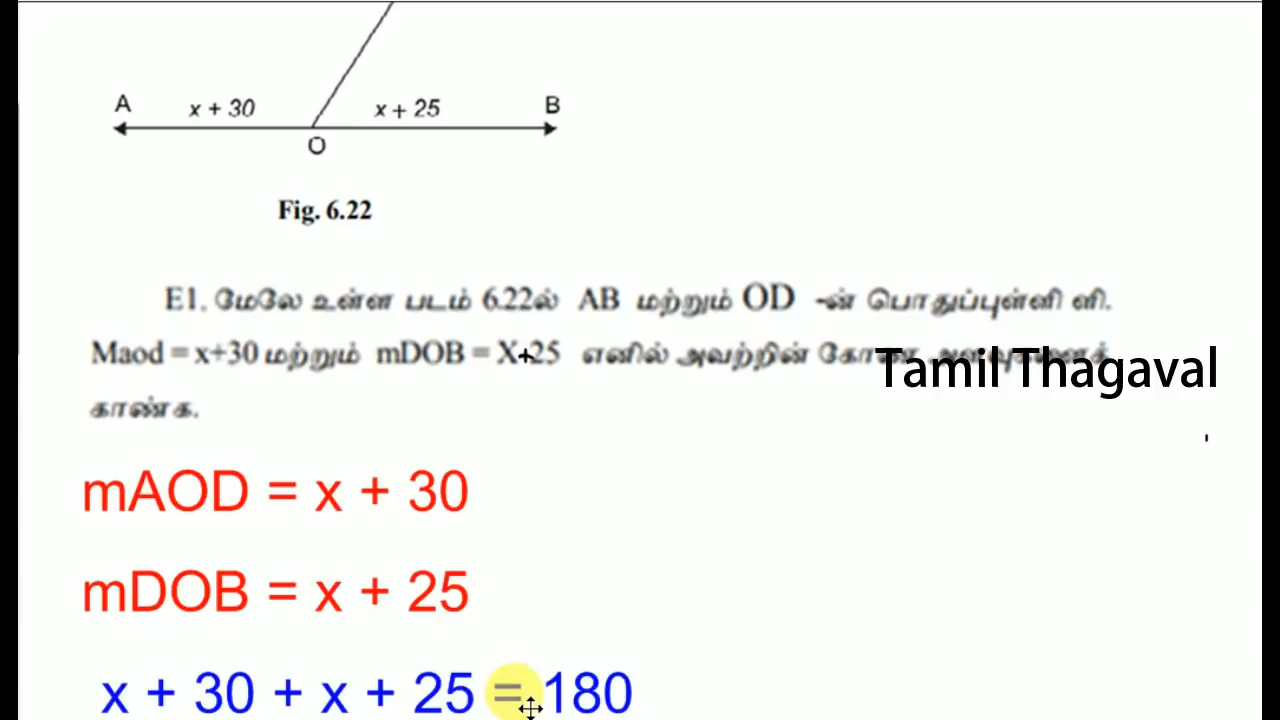 A x + 30 x + 25 B
O
Fig. 6.22
E1. மேலே உள்ள படம் 6.22ல் AB மற்றும் OD -ன் பொதுப்புள்ளி ளி.
Maod = x+30 மற்றும் mDOB = X+25 எனில் அவற்றின்
Tamil Thagaval
காண்க.
mAOD = x + 30
mDOB = x + 25
x + 30 + x + 25 = 180